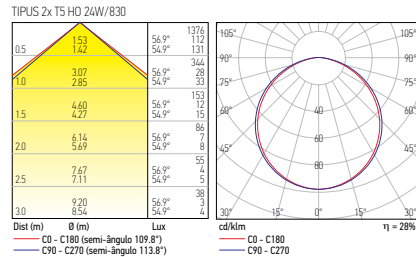 TIPUS 2x T5 HO 24W/830
1376
1.53 56.9° 112
0.5 1.42 54.9° 131
344
3.07 56.9° 28
1.0 2.85 54.9° 33
153
4.60 56.9° 12
1.5 4.27 54.9° 15
86
6.14 56.9° 7
2.0 5.69 54.9° 8
55
7.67 56.9° 4
2.5 7.11 54.9° 5
38
9.20 56.9° 3
3.0 8.54 54.9° 4
Dist (m) Ø (m) Lux
C0 - C180 (semi-ângulo 109.8°)
C90 - C270 (semi-ângulo 113.8°)
105° 105°
90° 90°
75° 75°
60° 60°
45° 45°
40
60
80
30° 15° 0° 15° 30°
cd/klm η = 28%
C0 - C180
C90 - C270